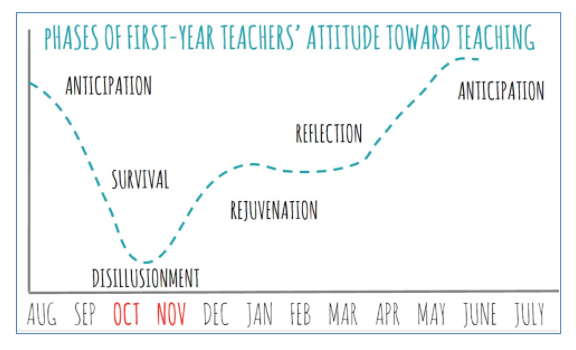 PHASES OF FIRST-YEAR TEACHERS' ATTITUDE TOWARD TEACHING
ANTICIPATION
ANTICIPATION
REFLECTION
SURVIVAL
REJUVENATION
DISILLUSIONMENT
AUG SEP OCT NOV DEC JAN FEB MAR APR MAY JUNE JULY